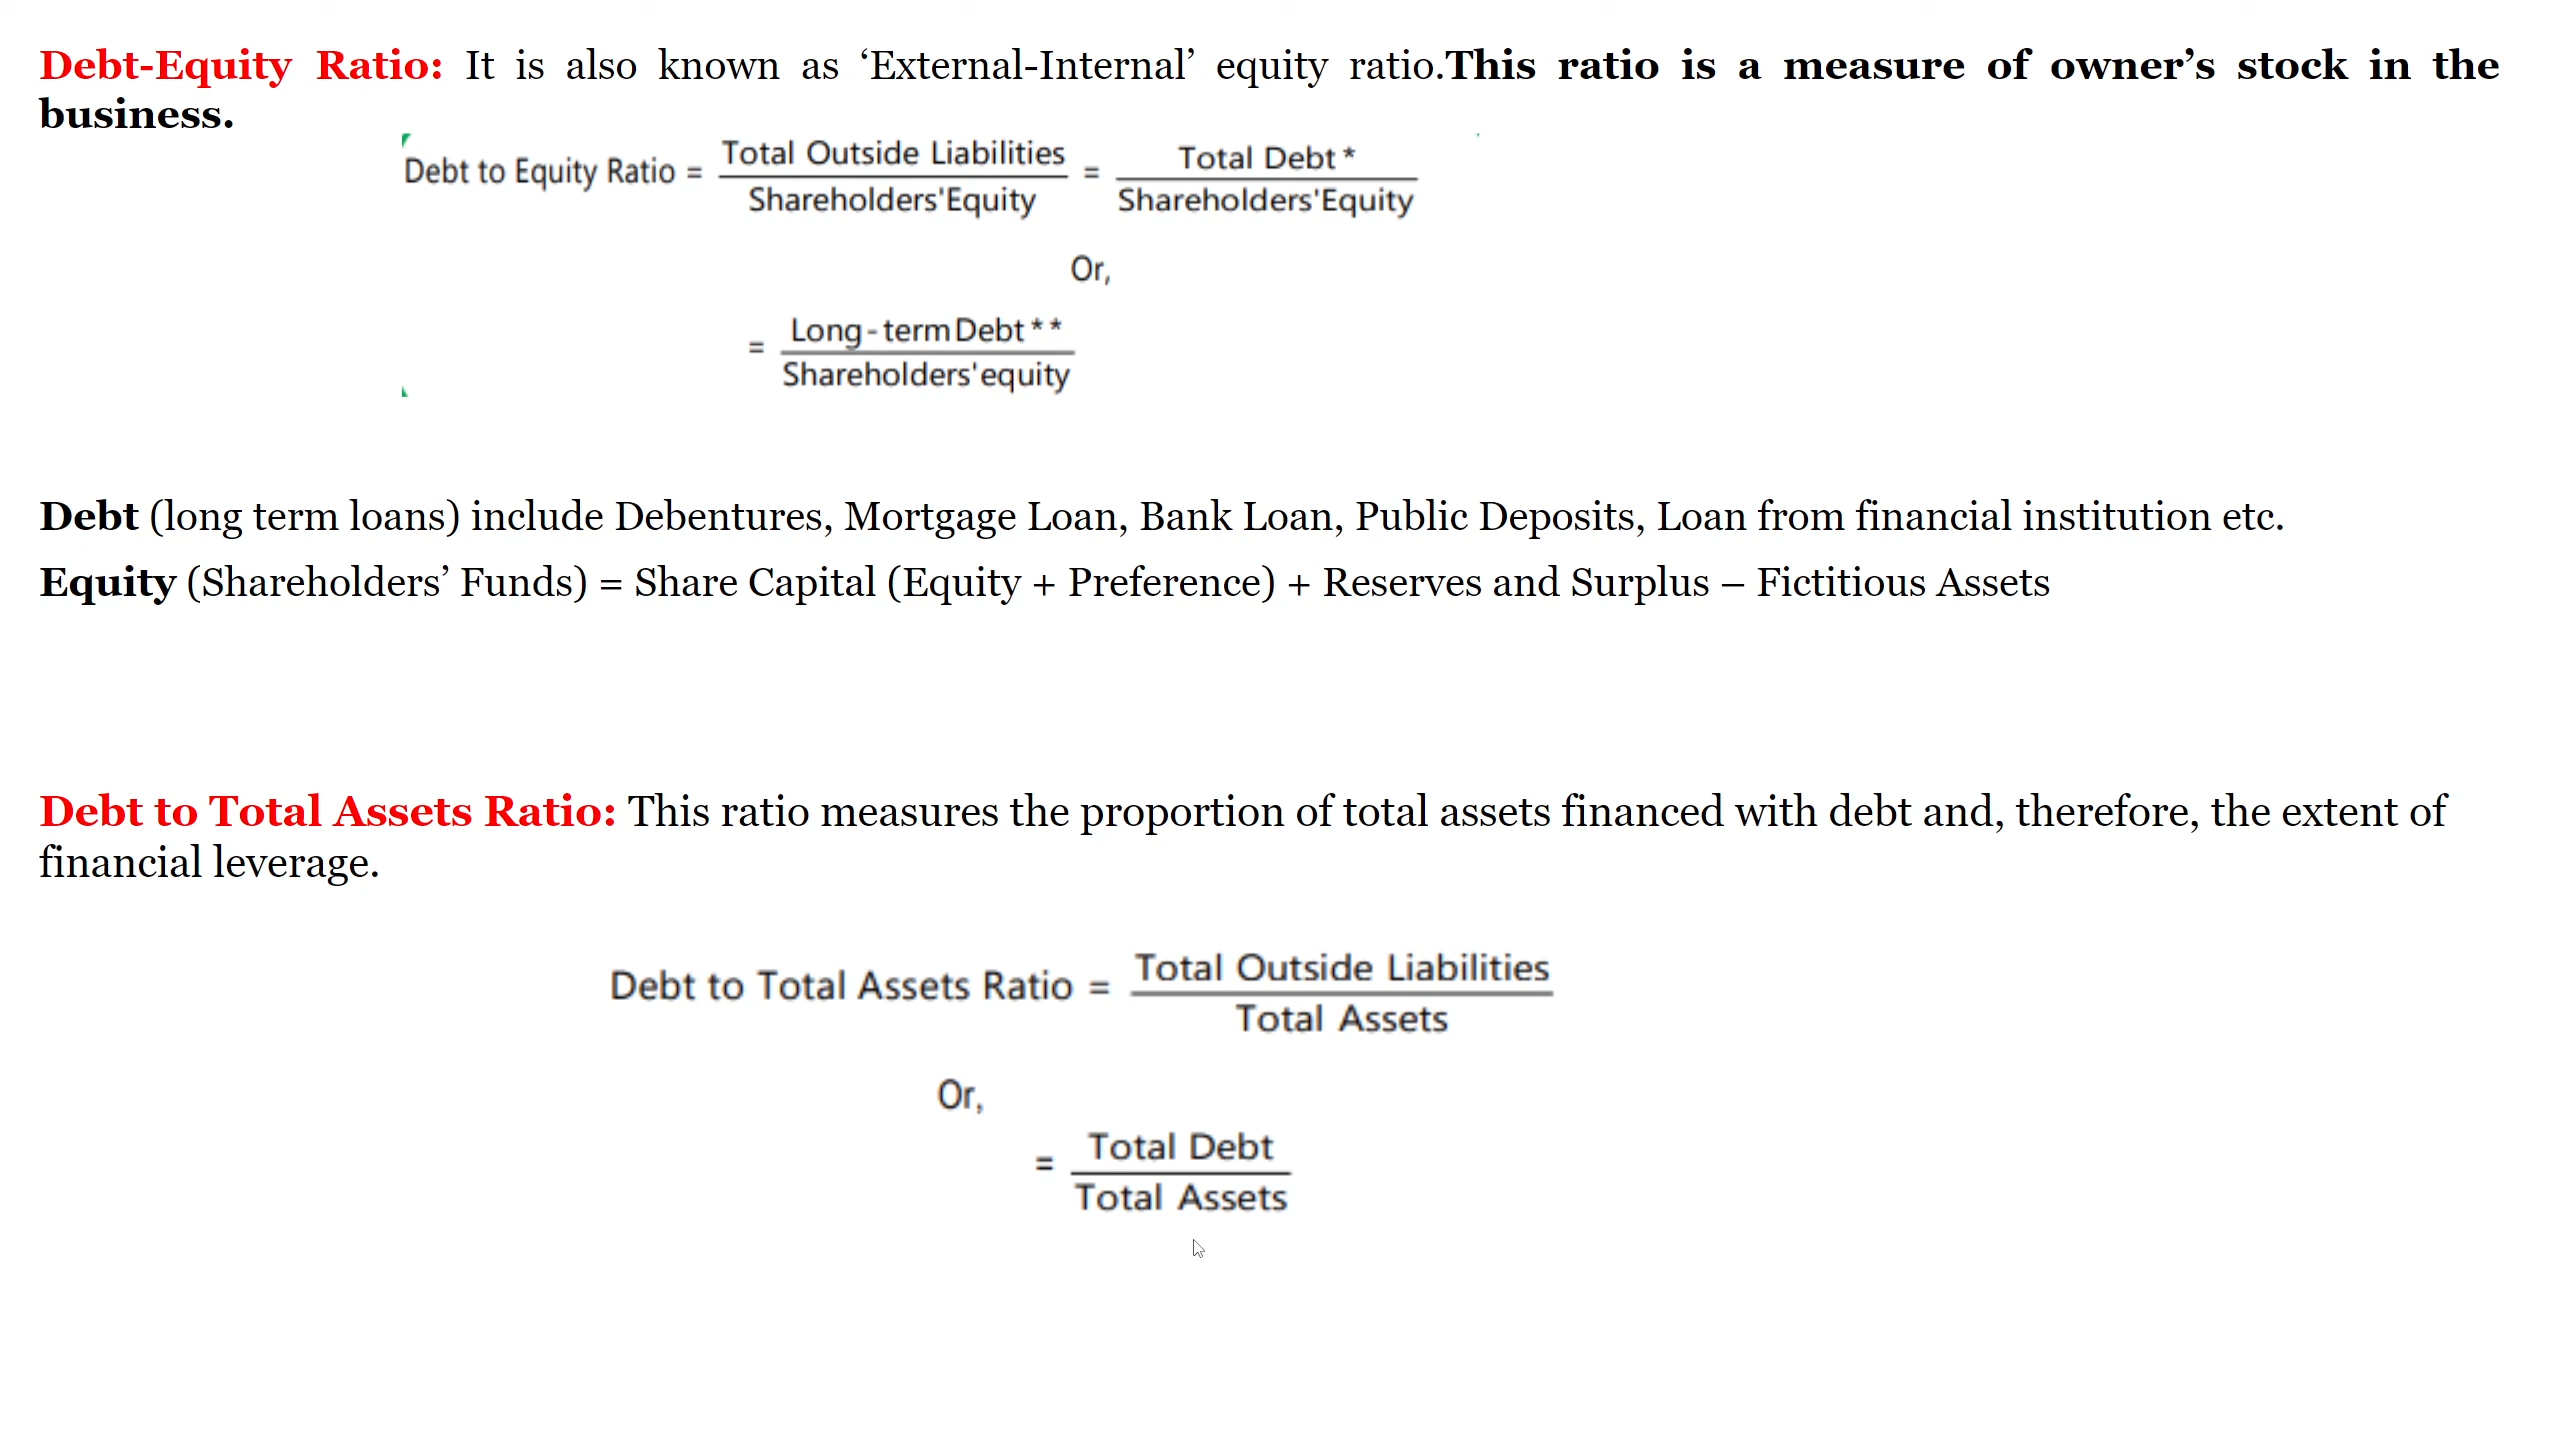 Debt-Equity Ratio: It is also known as ‘External-Internal’ equity ratio.This ratio is a measure of owner’s stock in the
business.
Debt to Equity Ratio = Total Outside Liabilities / Shareholders'Equity = Total Debt * / Shareholders'Equity
Or,
= Long-term Debt ** / Shareholders'equity
Debt (long term loans) include Debentures, Mortgage Loan, Bank Loan, Public Deposits, Loan from financial institution etc.
Equity (Shareholders’ Funds) = Share Capital (Equity + Preference) + Reserves and Surplus – Fictitious Assets
Debt to Total Assets Ratio: This ratio measures the proportion of total assets financed with debt and, therefore, the extent of
financial leverage.
Debt to Total Assets Ratio = Total Outside Liabilities / Total Assets
Or,
= Total Debt / Total Assets